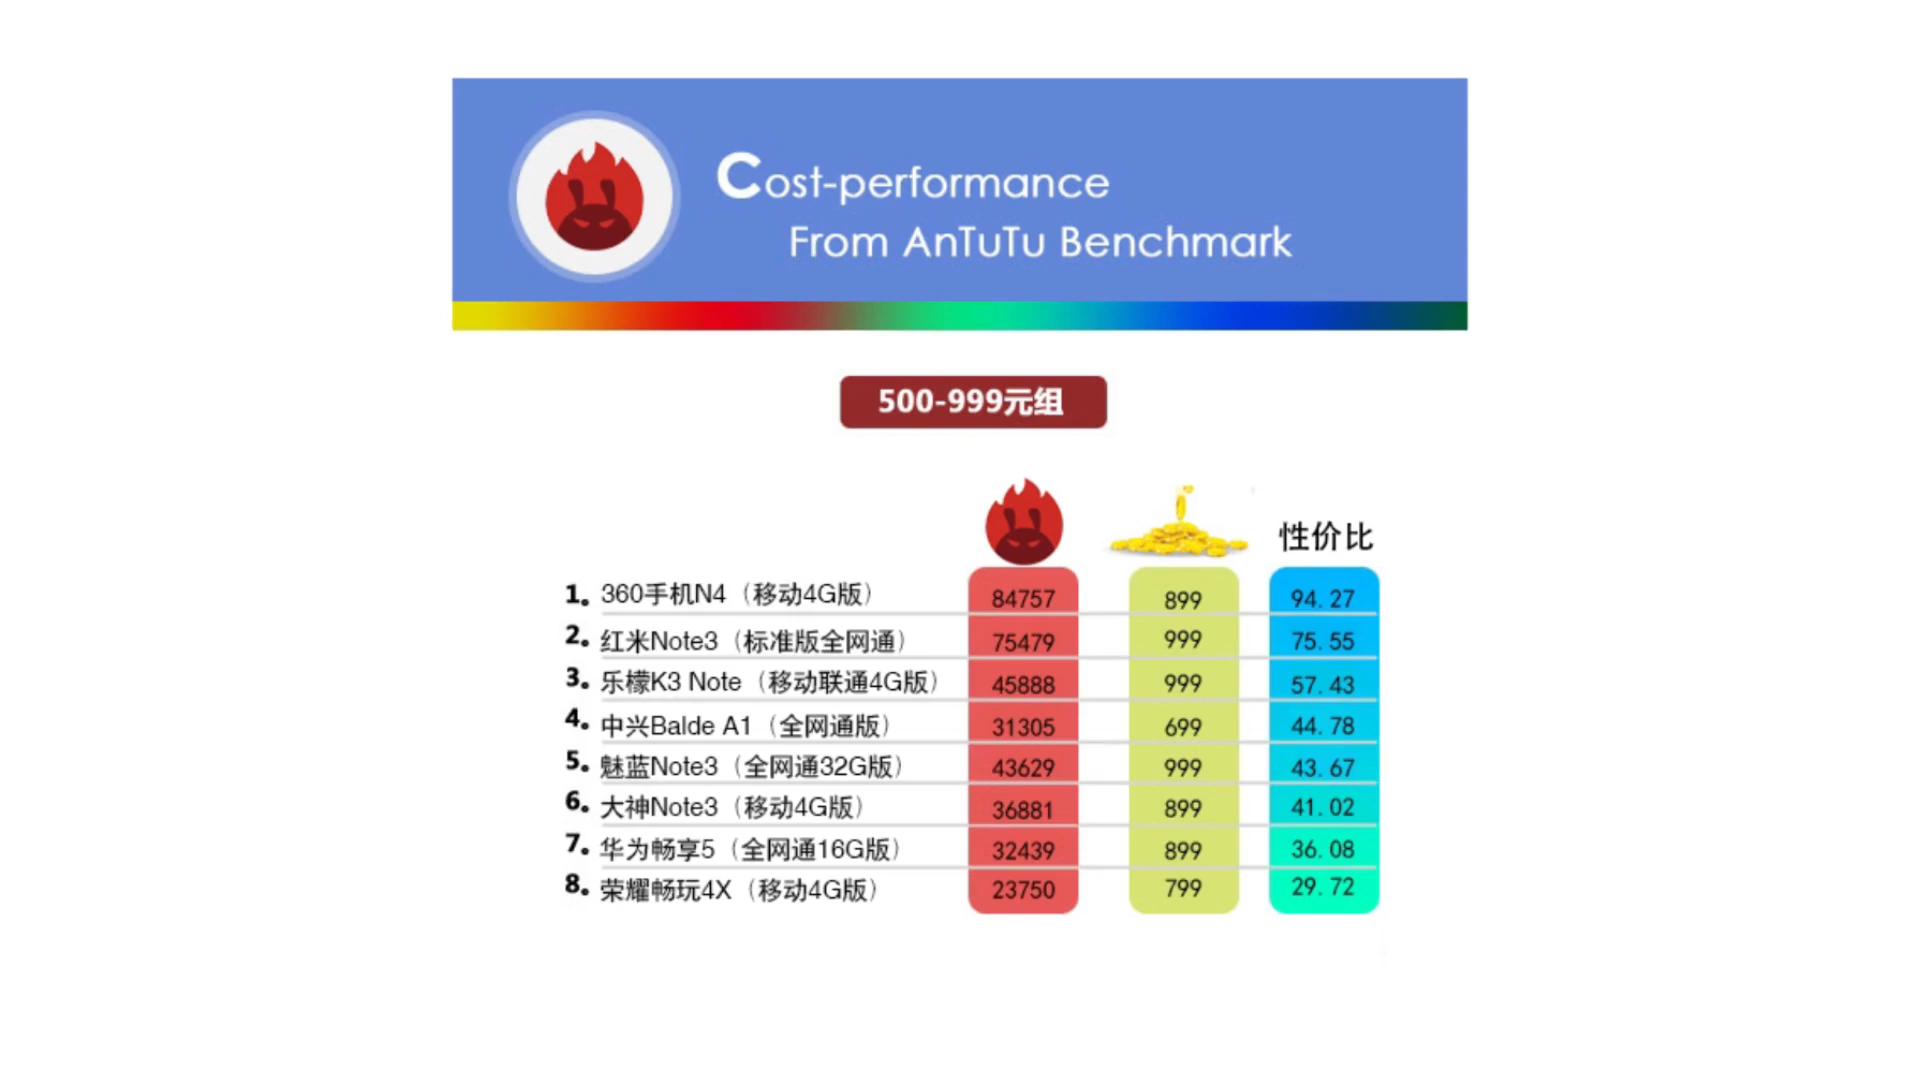 Cost-performance
From AnTuTu Benchmark
500-999元组
性价比
1。 360手机N4（移动4G版） 84757 899 94.27
2。 红米Note3（标准版全网通） 75479 999 75.55
3。 乐檬K3 Note（移动联通4G版） 45888 999 57.43
4。 中兴Balde A1（全网通版） 31305 699 44.78
5。 魅蓝Note3（全网通32G版） 43629 999 43.67
6。 大神Note3（移动4G版） 36881 899 41.02
7。 华为畅享5（全网通16G版） 32439 899 36.08
8。 荣耀畅玩4X（移动4G版） 23750 799 29.72